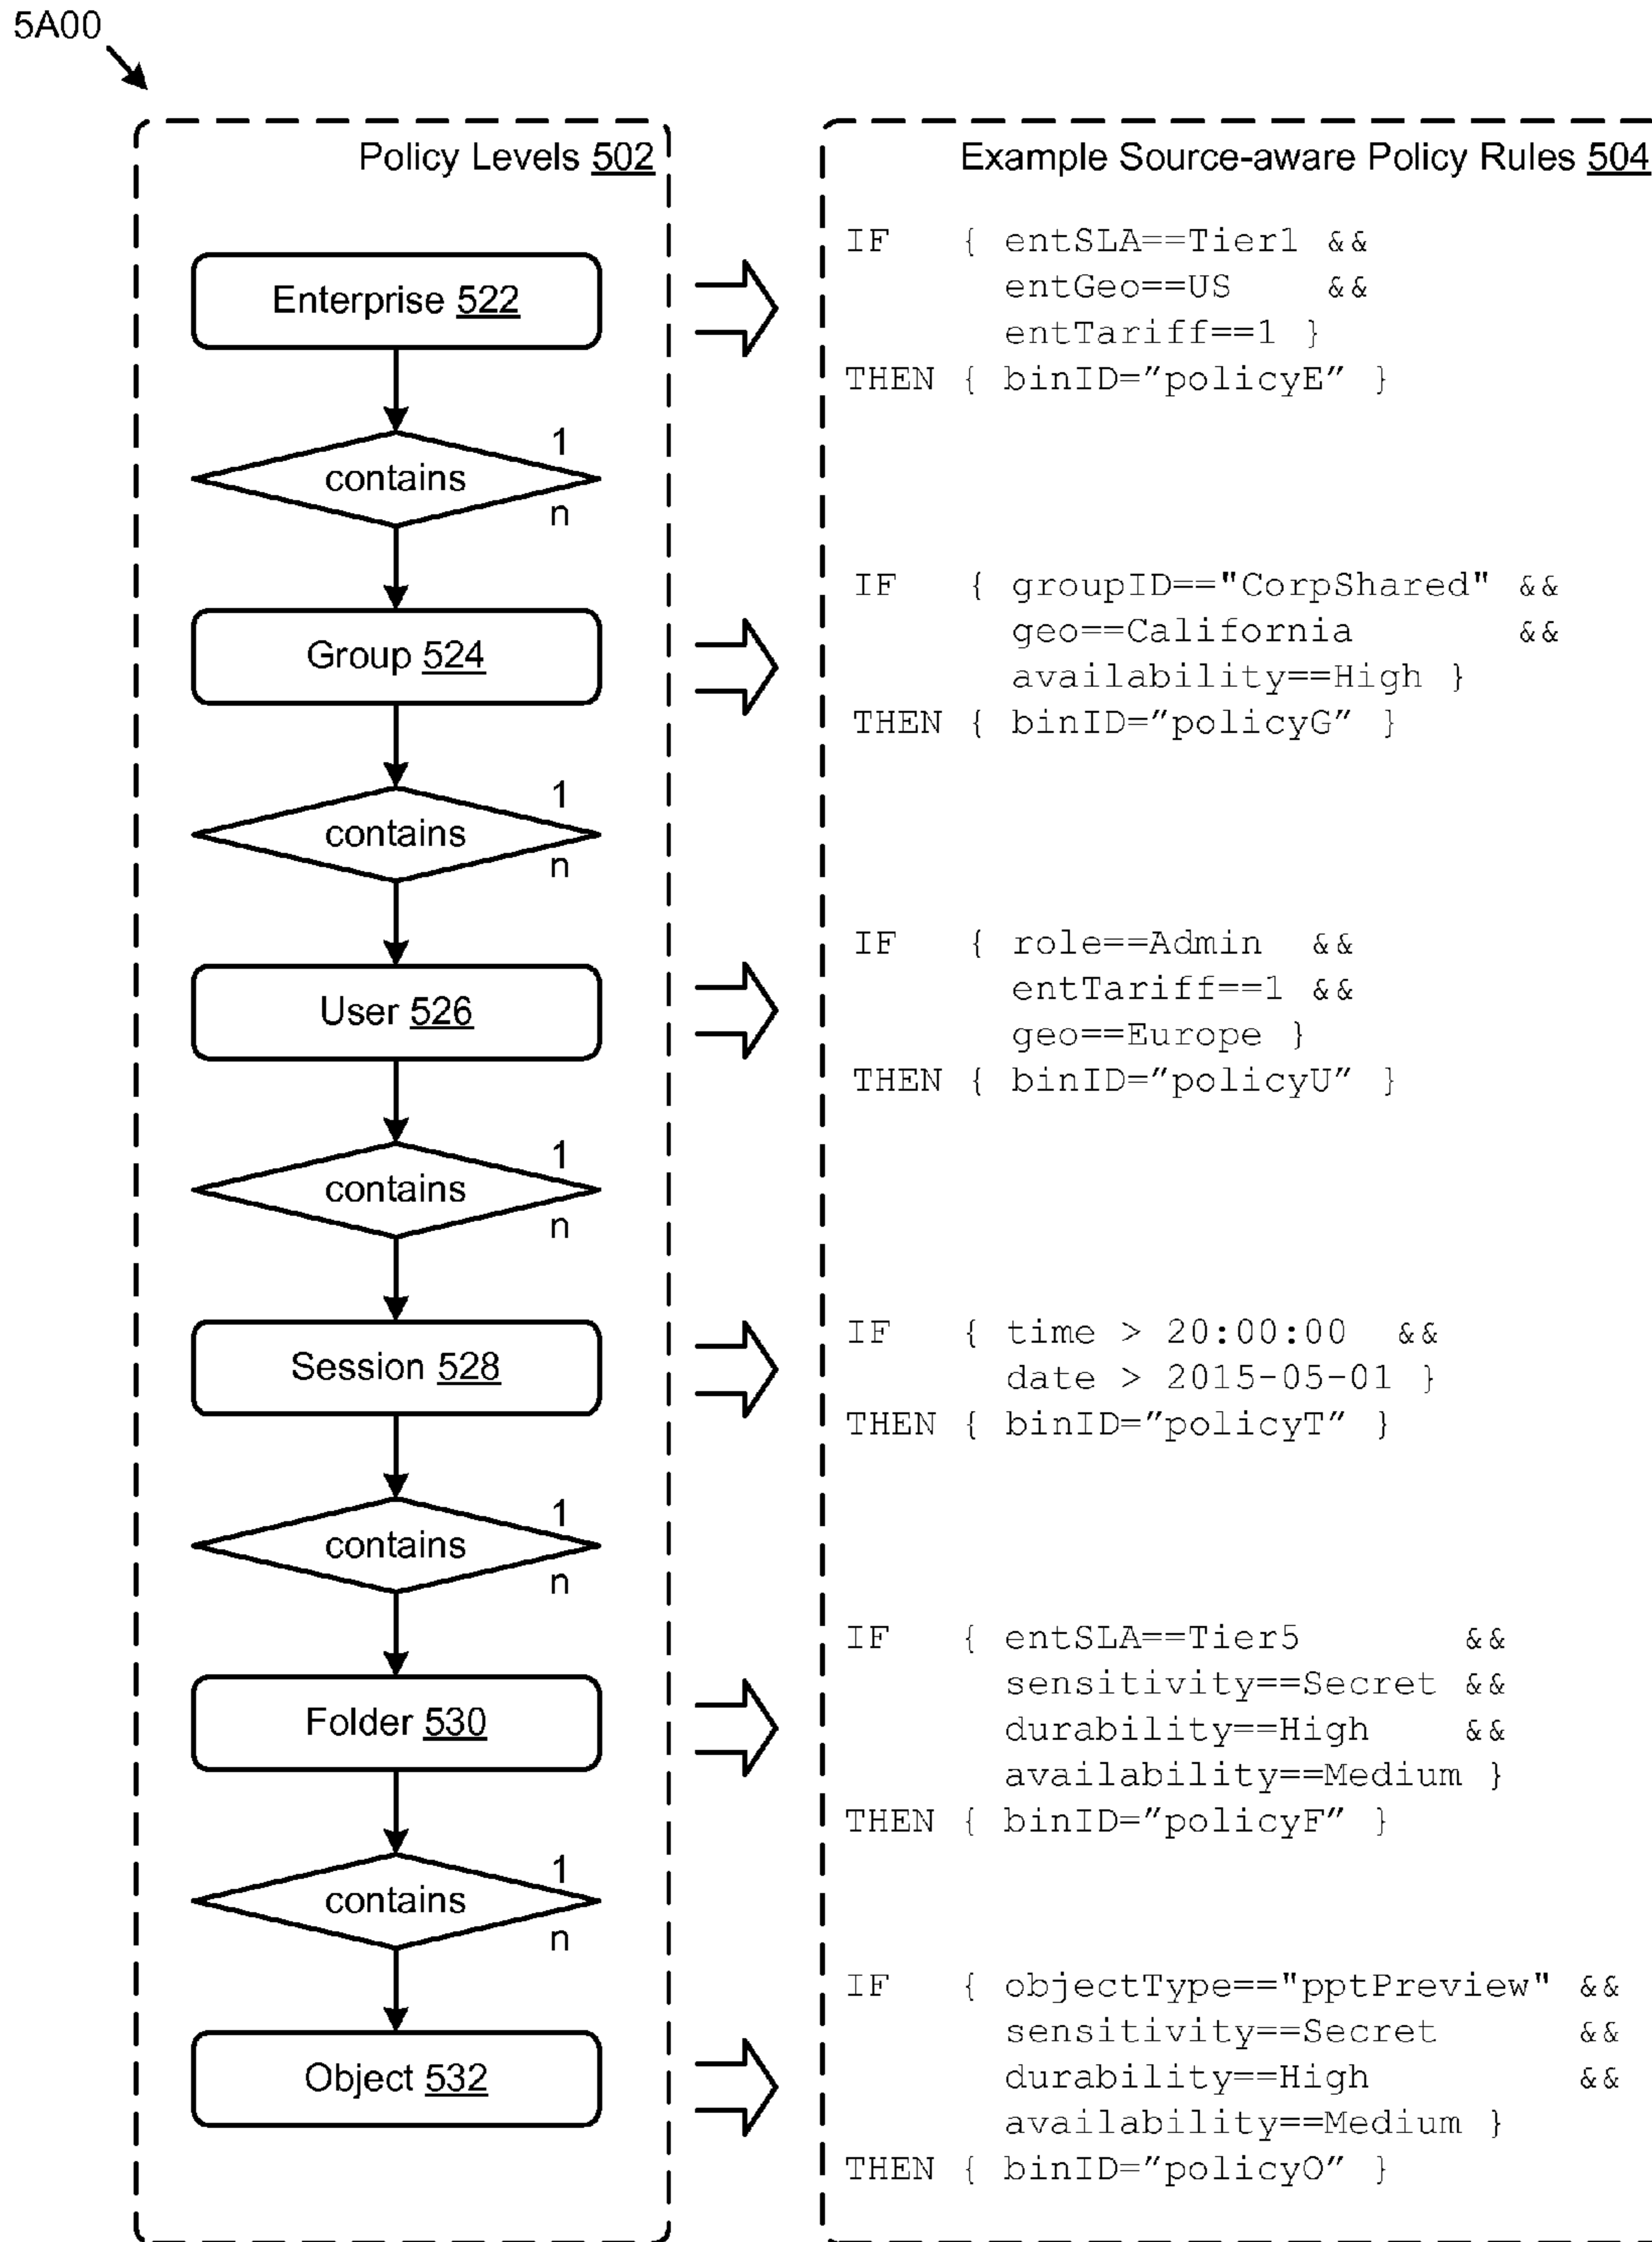 5A00
Policy Levels 502
Enterprise 522
1
contains
n
Group 524
1
contains
n
User 526
1
contains
n
Session 528
1
contains
n
Folder 530
1
contains
n
Object 532
Example Source-aware Policy Rules 504
IF { entSLA==Tier1 &&
entGeo==US &&
entTariff==1 }
THEN { binID=”policyE” }
IF { groupID=="CorpShared" &&
geo==California &&
availability==High }
THEN { binID=”policyG” }
IF { role==Admin &&
entTariff==1 &&
geo==Europe }
THEN { binID=”policyU” }
IF { time > 20:00:00 &&
date > 2015-05-01 }
THEN { binID=”policyT” }
IF { entSLA==Tier5 &&
sensitivity==Secret &&
durability==High &&
availability==Medium }
THEN { binID=”policyF” }
IF { objectType=="pptPreview" &&
sensitivity==Secret &&
durability==High &&
availability==Medium }
THEN { binID=”policyO” }